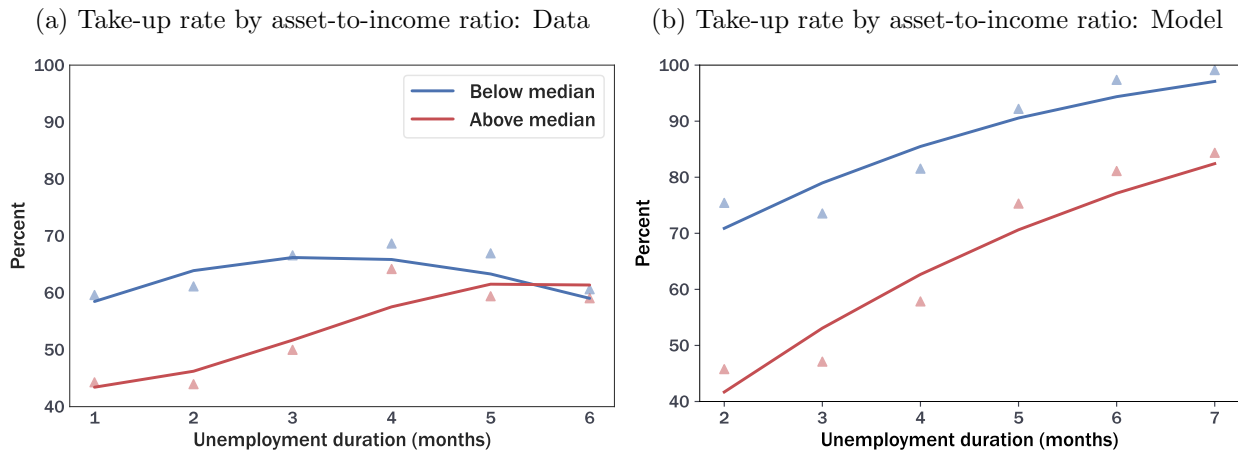 (a) Take-up rate by asset-to-income ratio: Data
100
90
80
70
60
50
40
Percent
Below median
Above median
1 2 3 4 5 6
Unemployment duration (months)
(b) Take-up rate by asset-to-income ratio: Model
100
90
80
70
60
50
40
Percent
2 3 4 5 6 7
Unemployment duration (months)